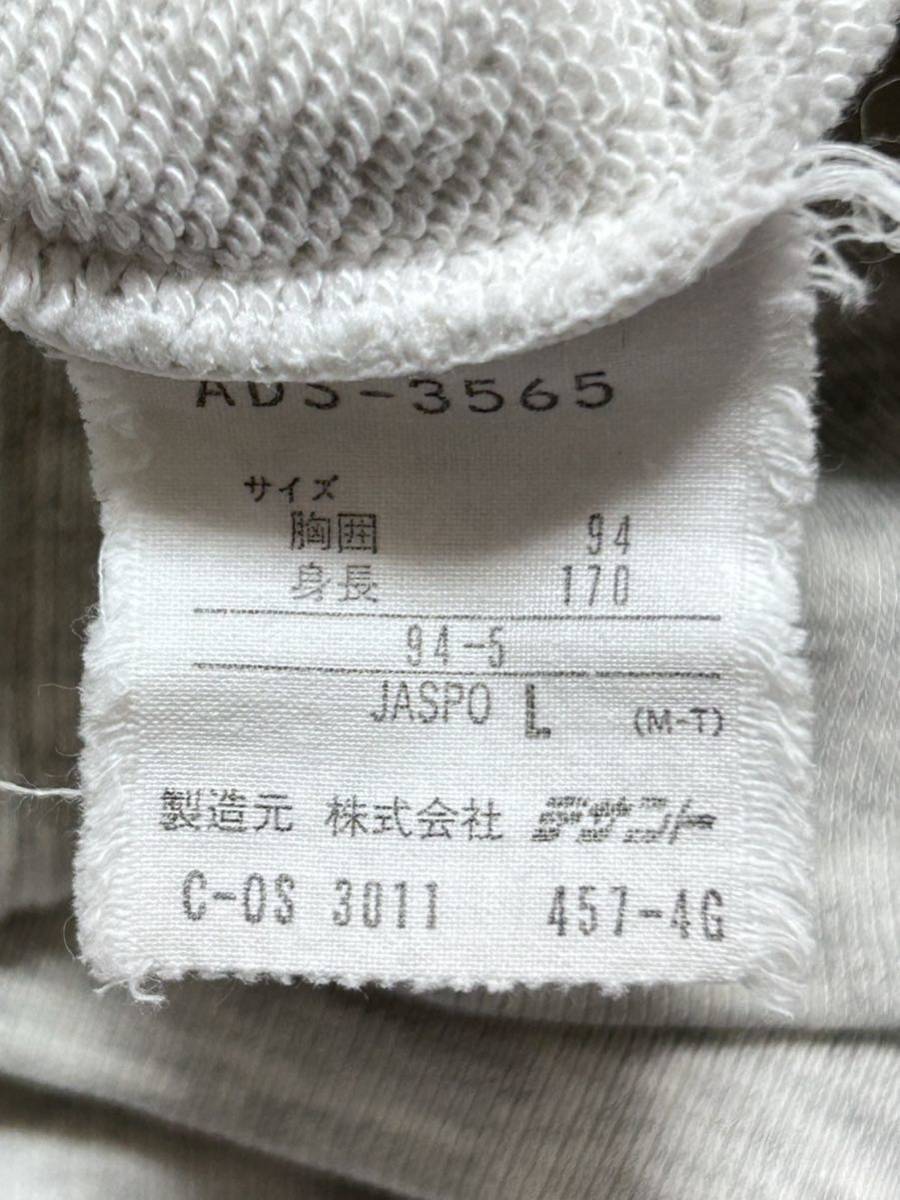 ADS-3565
サイズ
胸囲 94
身長 170
94-5
JASPO L (M-T)
製造元 株式会社 デサント
C-OS 3011 457-4G